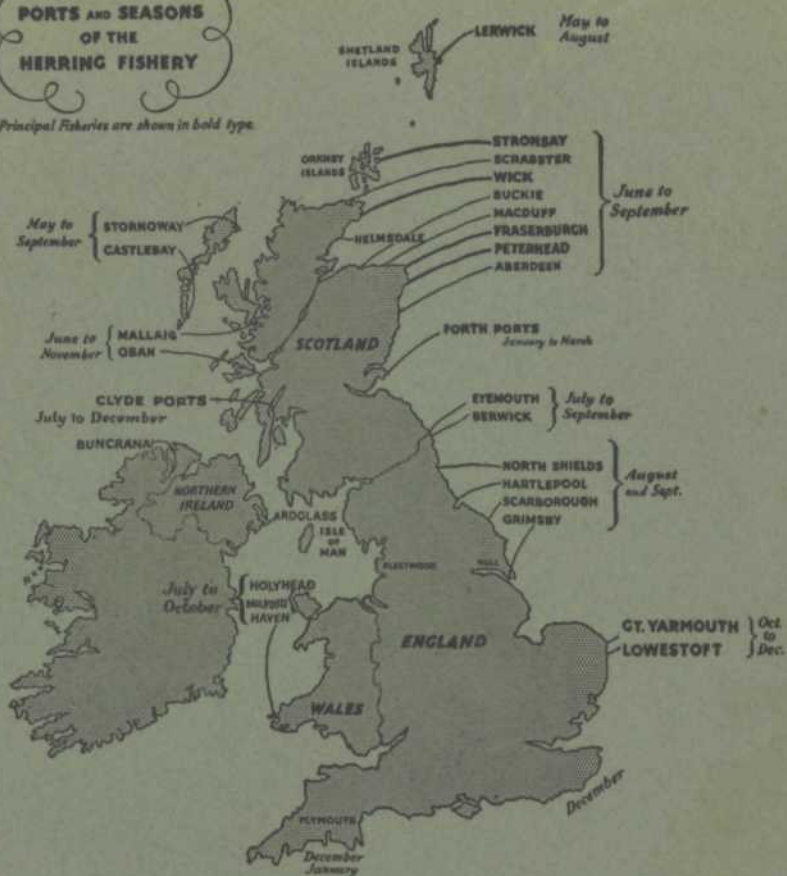 PORTS AND SEASONS
OF THE
HERRING FISHERY
Principal Fisheries are shown in bold type.
SHETLAND
ISLANDS
LERWICK
May to
August
ORKNEY
ISLANDS
STRONSAY
SCRABSTER
WICK
BUCKIE
MACDUFF
FRASERBURGH
PETERHEAD
ABERDEEN
June to
September
HELMSDALE
May to
September
STORNOWAY
CASTLEBAY
June to
November
MALLAIG
OBAN
SCOTLAND
FORTH PORTS
January to March
CLYDE PORTS
July to December
EYEMOUTH
BERWICK
July to
September
BUNCRANA
NORTHERN
IRELAND
NORTH SHIELDS
HARTLEPOOL
SCARBOROUGH
GRIMSBY
August
and Sept.
ARDGLASS
ISLE
OF
MAN
FLEETWOOD
HULL
July to
October
HOLYHEAD
MILFORD
HAVEN
ENGLAND
GT. YARMOUTH
LOWESTOFT
Oct.
to
Dec.
WALES
PLYMOUTH
December
January
December